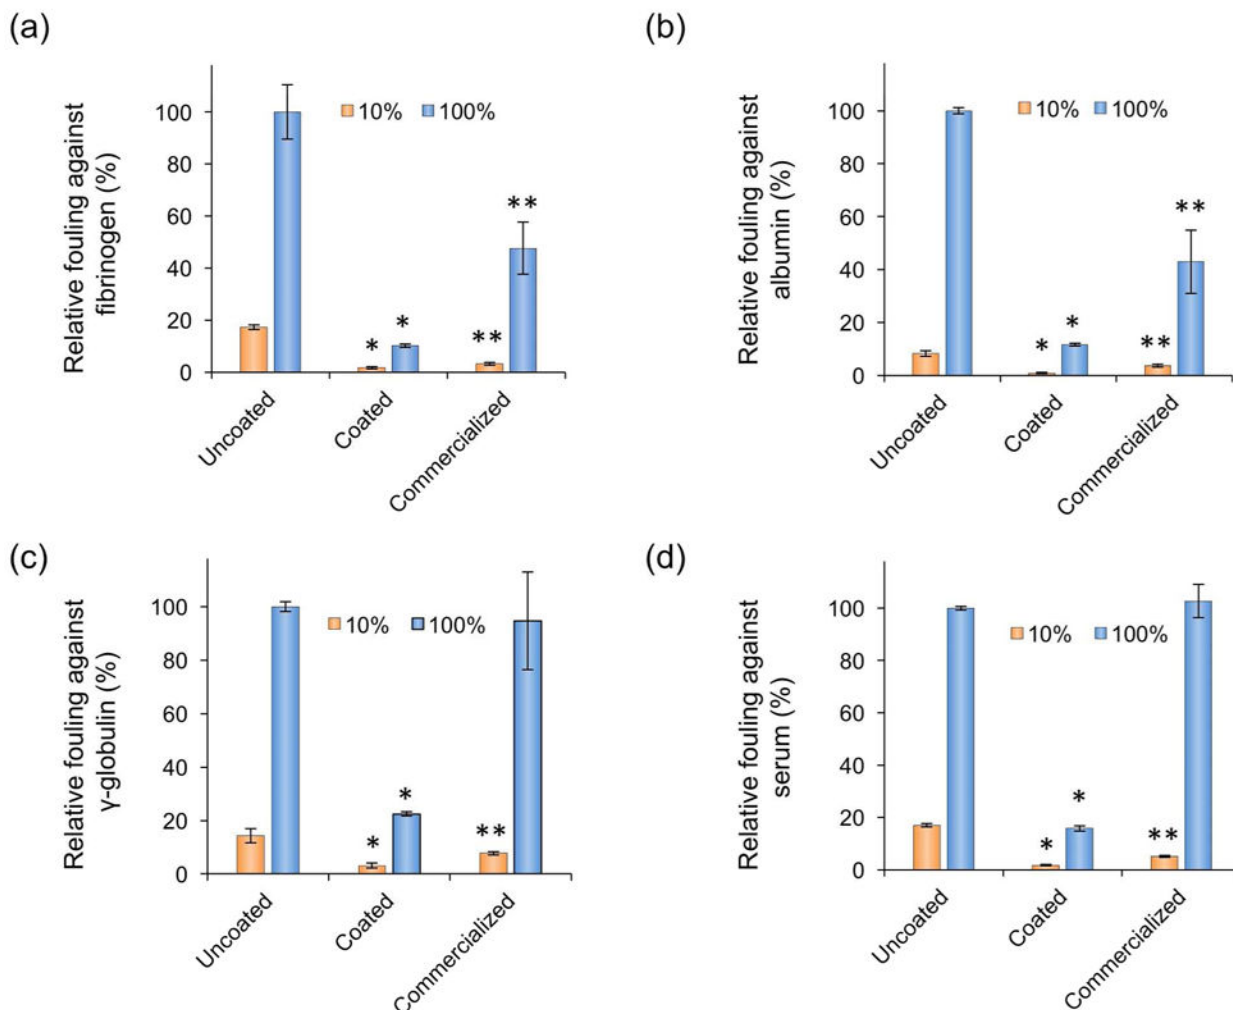 (a)
Relative fouling against
fibrinogen (%)
100
80
60
40
20
0
10% 100%
*
*
**
**
Uncoated
Coated
Commercialized
(b)
Relative fouling against
albumin (%)
100
80
60
40
20
0
10% 100%
*
*
**
**
Uncoated
Coated
Commercialized
(c)
Relative fouling against
γ-globulin (%)
100
80
60
40
20
0
10% 100%
*
*
**
Uncoated
Coated
Commercialized
(d)
Relative fouling against
serum (%)
100
80
60
40
20
0
10% 100%
*
*
**
Uncoated
Coated
Commercialized